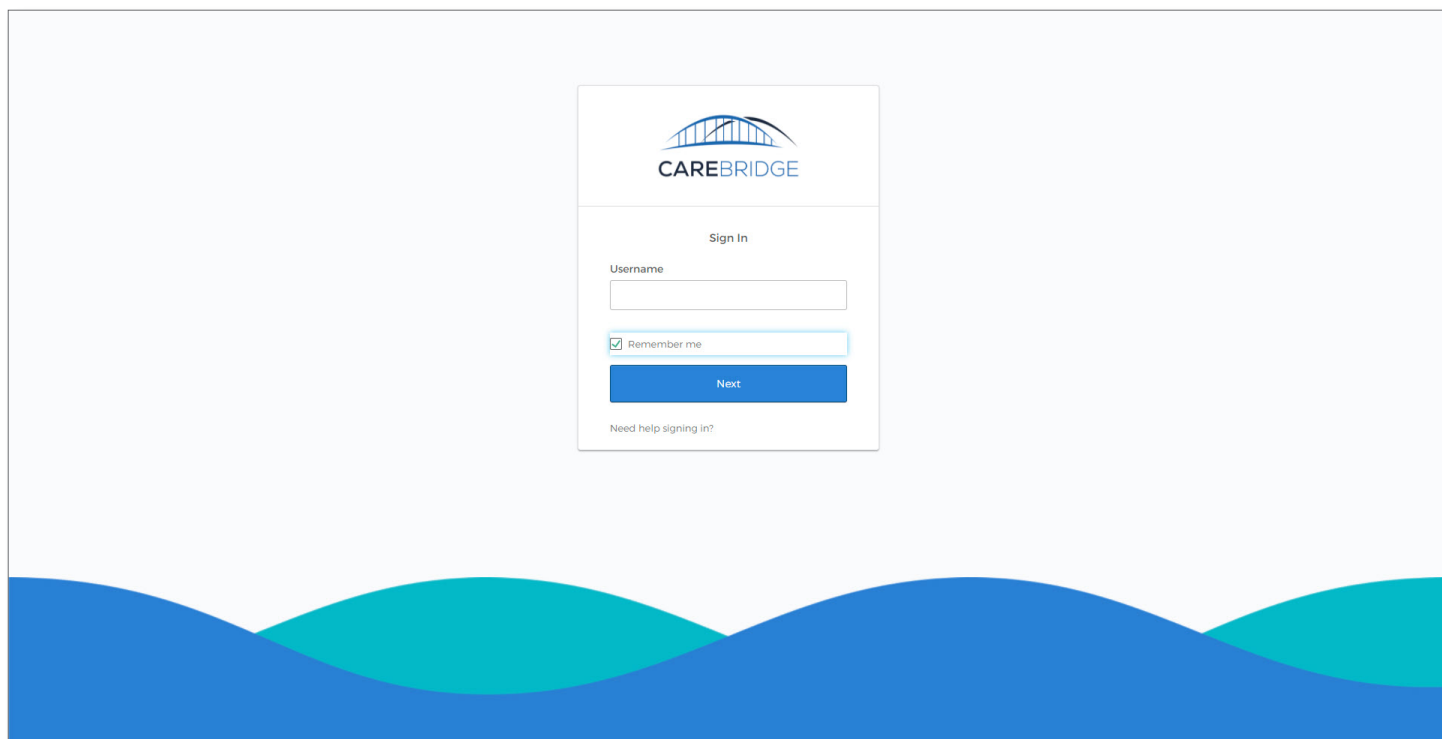 CAREBRIDGE
Sign In
Username
Remember me
Next
Need help signing in?